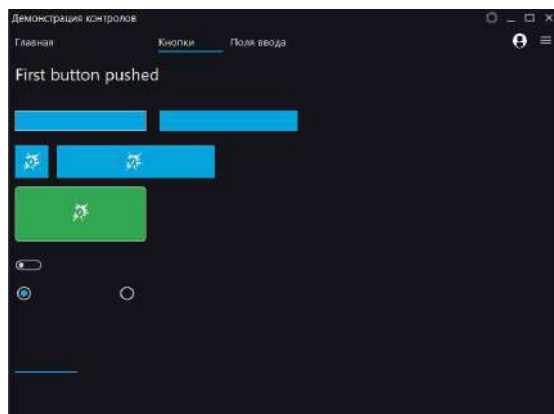 Демонстрация контролов
Главная
Кнопки
Поля ввода
First button pushed